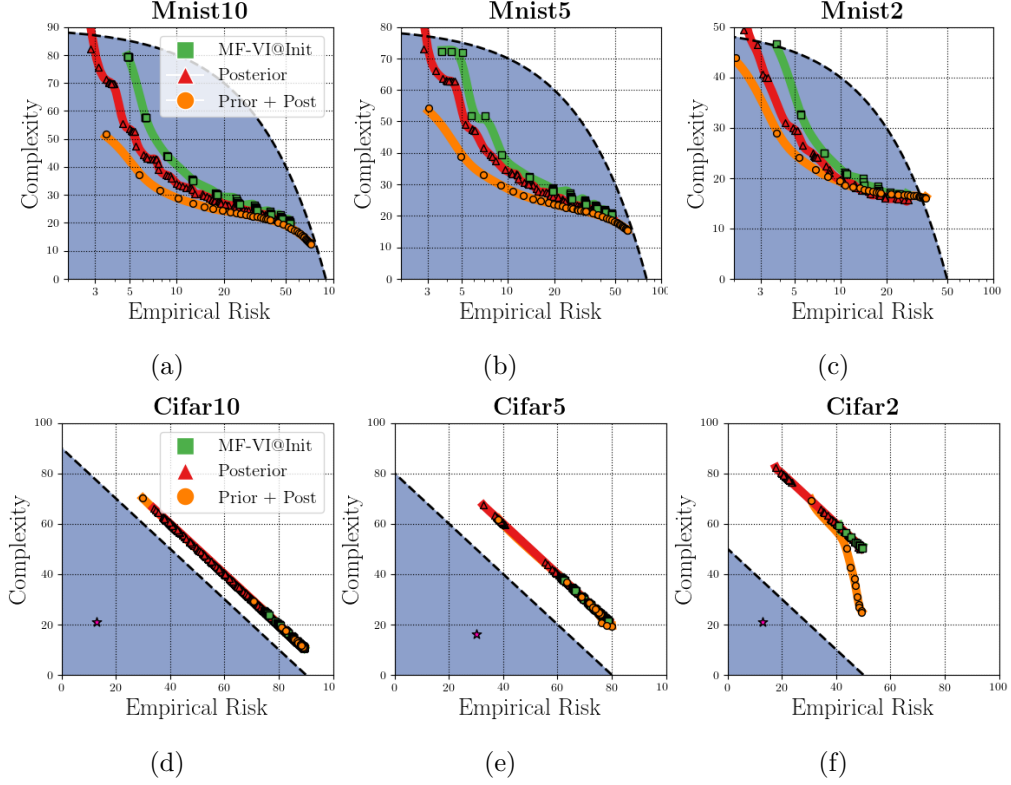 Mnist10
Complexity
90
80
70
60
50
40
30
20
10
0
MF-VI@Init
Posterior
Prior + Post
3
5
10
20
50
10
Empirical Risk
(a)
Mnist5
Complexity
80
70
60
50
40
30
20
10
0
3
5
10
20
50
100
Empirical Risk
(b)
Mnist2
Complexity
50
40
30
20
10
0
3
5
10
20
50
100
Empirical Risk
(c)
Cifar10
Complexity
100
80
60
40
20
0
MF-VI@Init
Posterior
Prior + Post
0
20
40
60
80
10
Empirical Risk
(d)
Cifar5
Complexity
100
80
60
40
20
0
0
20
40
60
80
10
Empirical Risk
(e)
Cifar2
Complexity
100
80
60
40
20
0
0
20
40
60
80
100
Empirical Risk
(f)